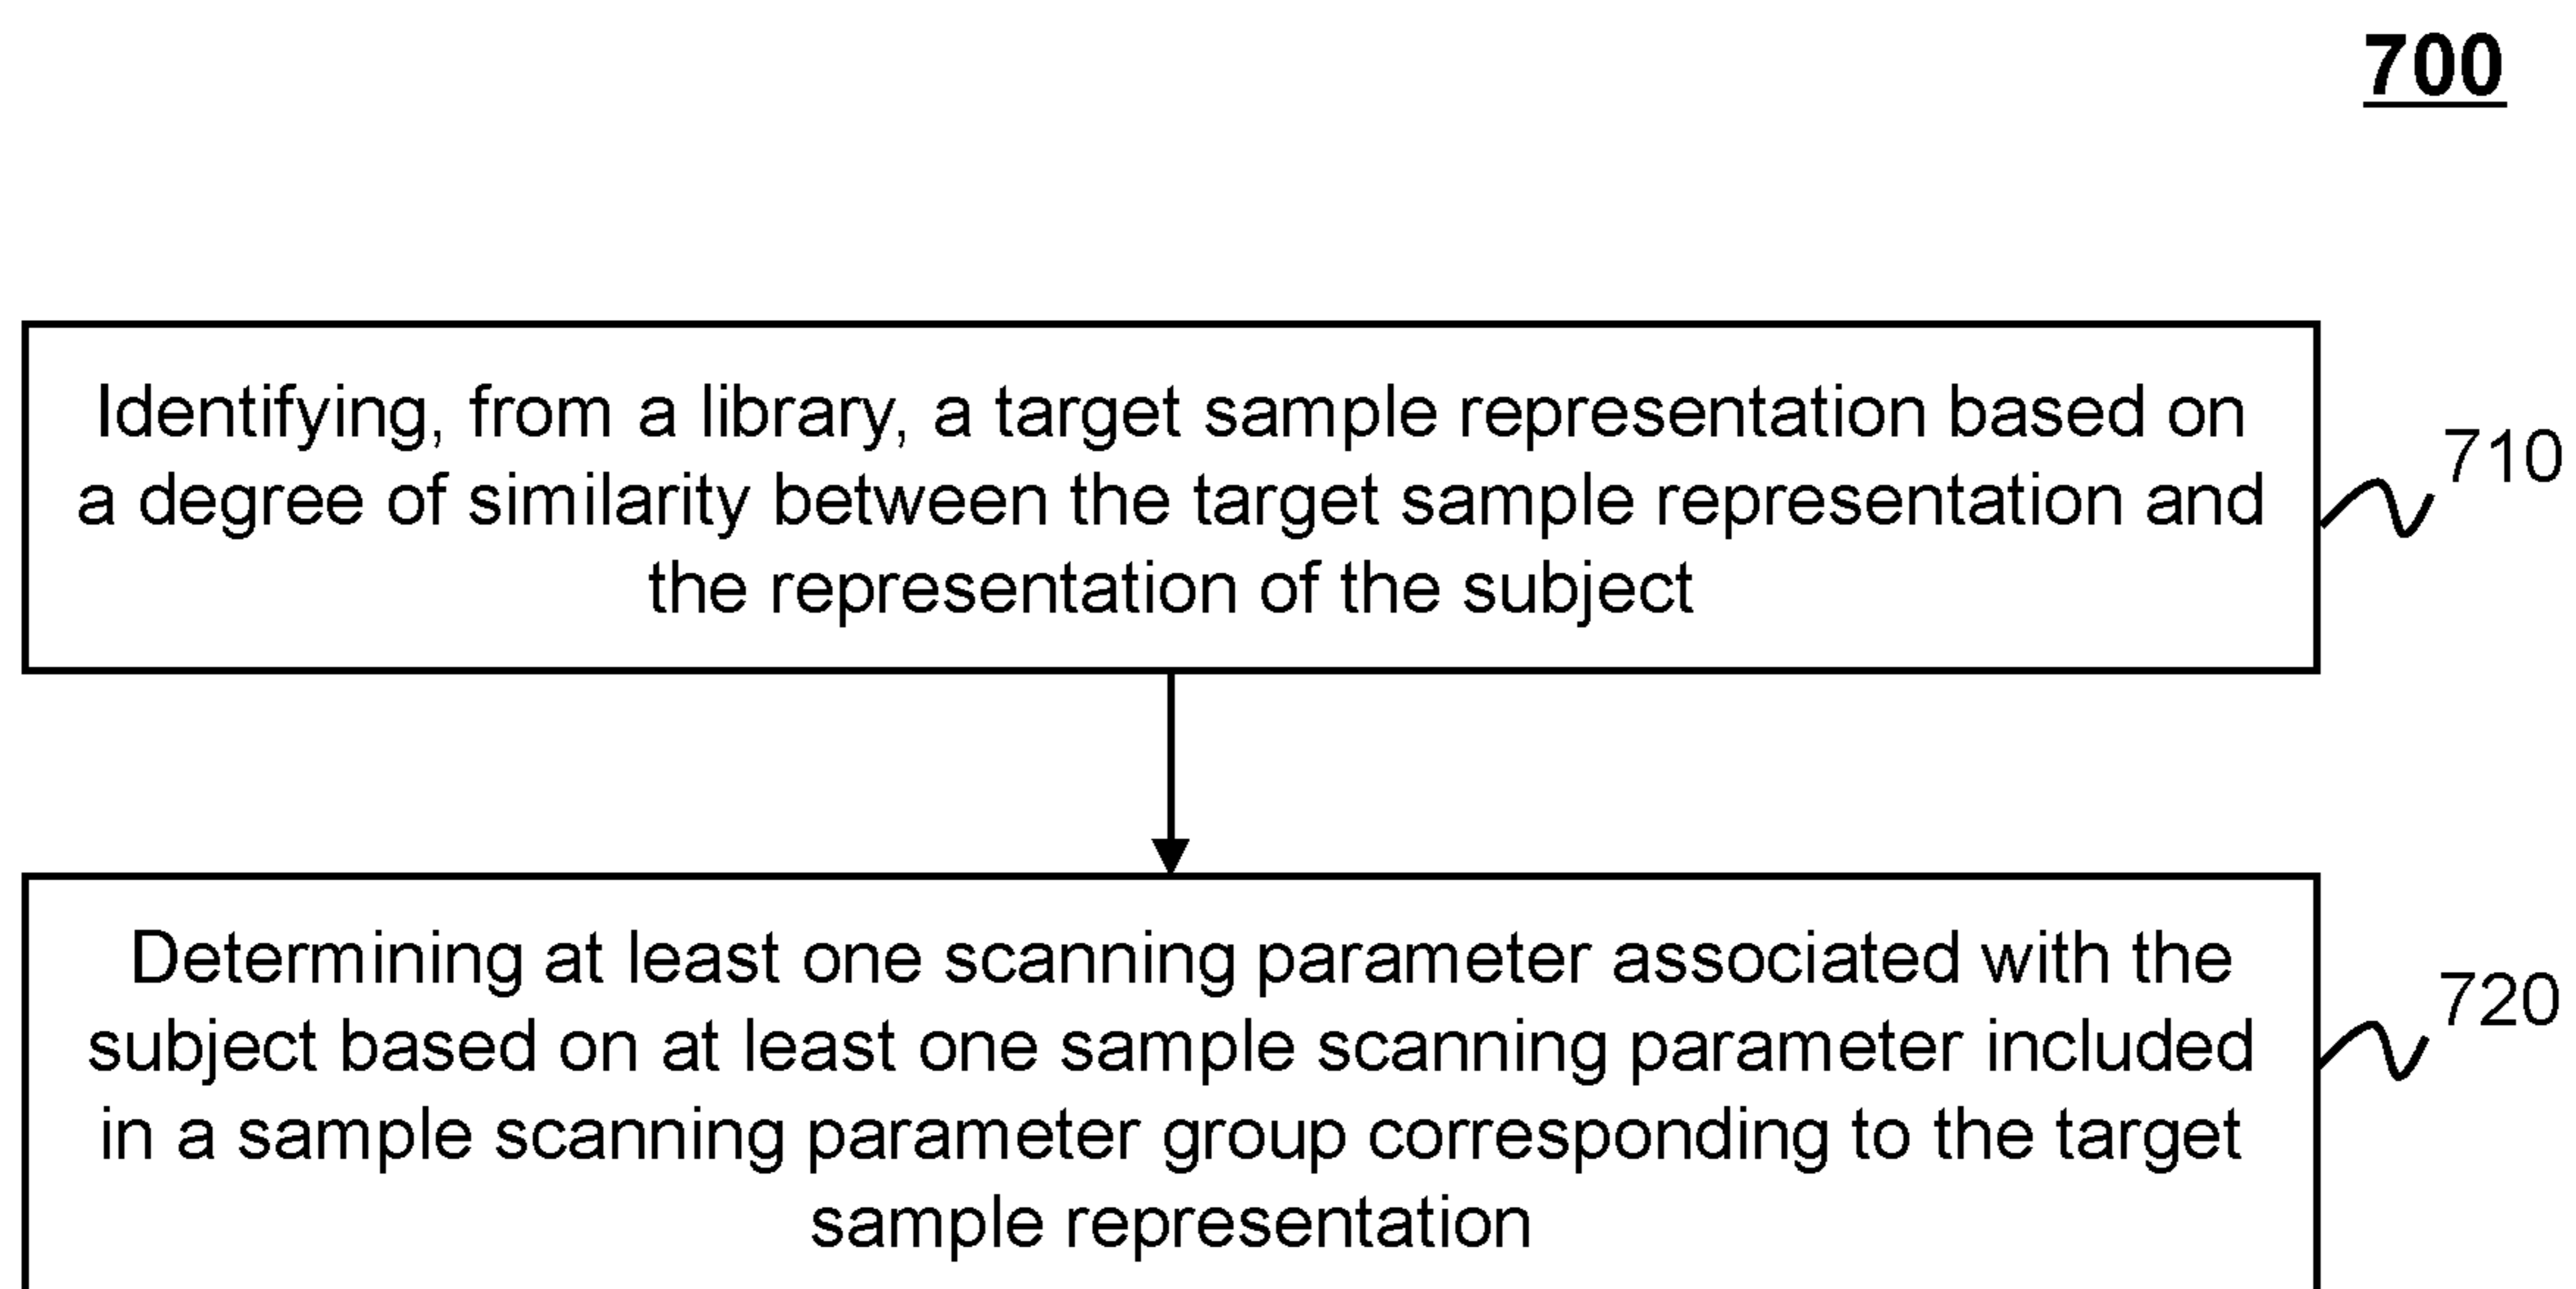 700
Identifying, from a library, a target sample representation based on
a degree of similarity between the target sample representation and
the representation of the subject
710
Determining at least one scanning parameter associated with the
subject based on at least one sample scanning parameter included
in a sample scanning parameter group corresponding to the target
sample representation
720